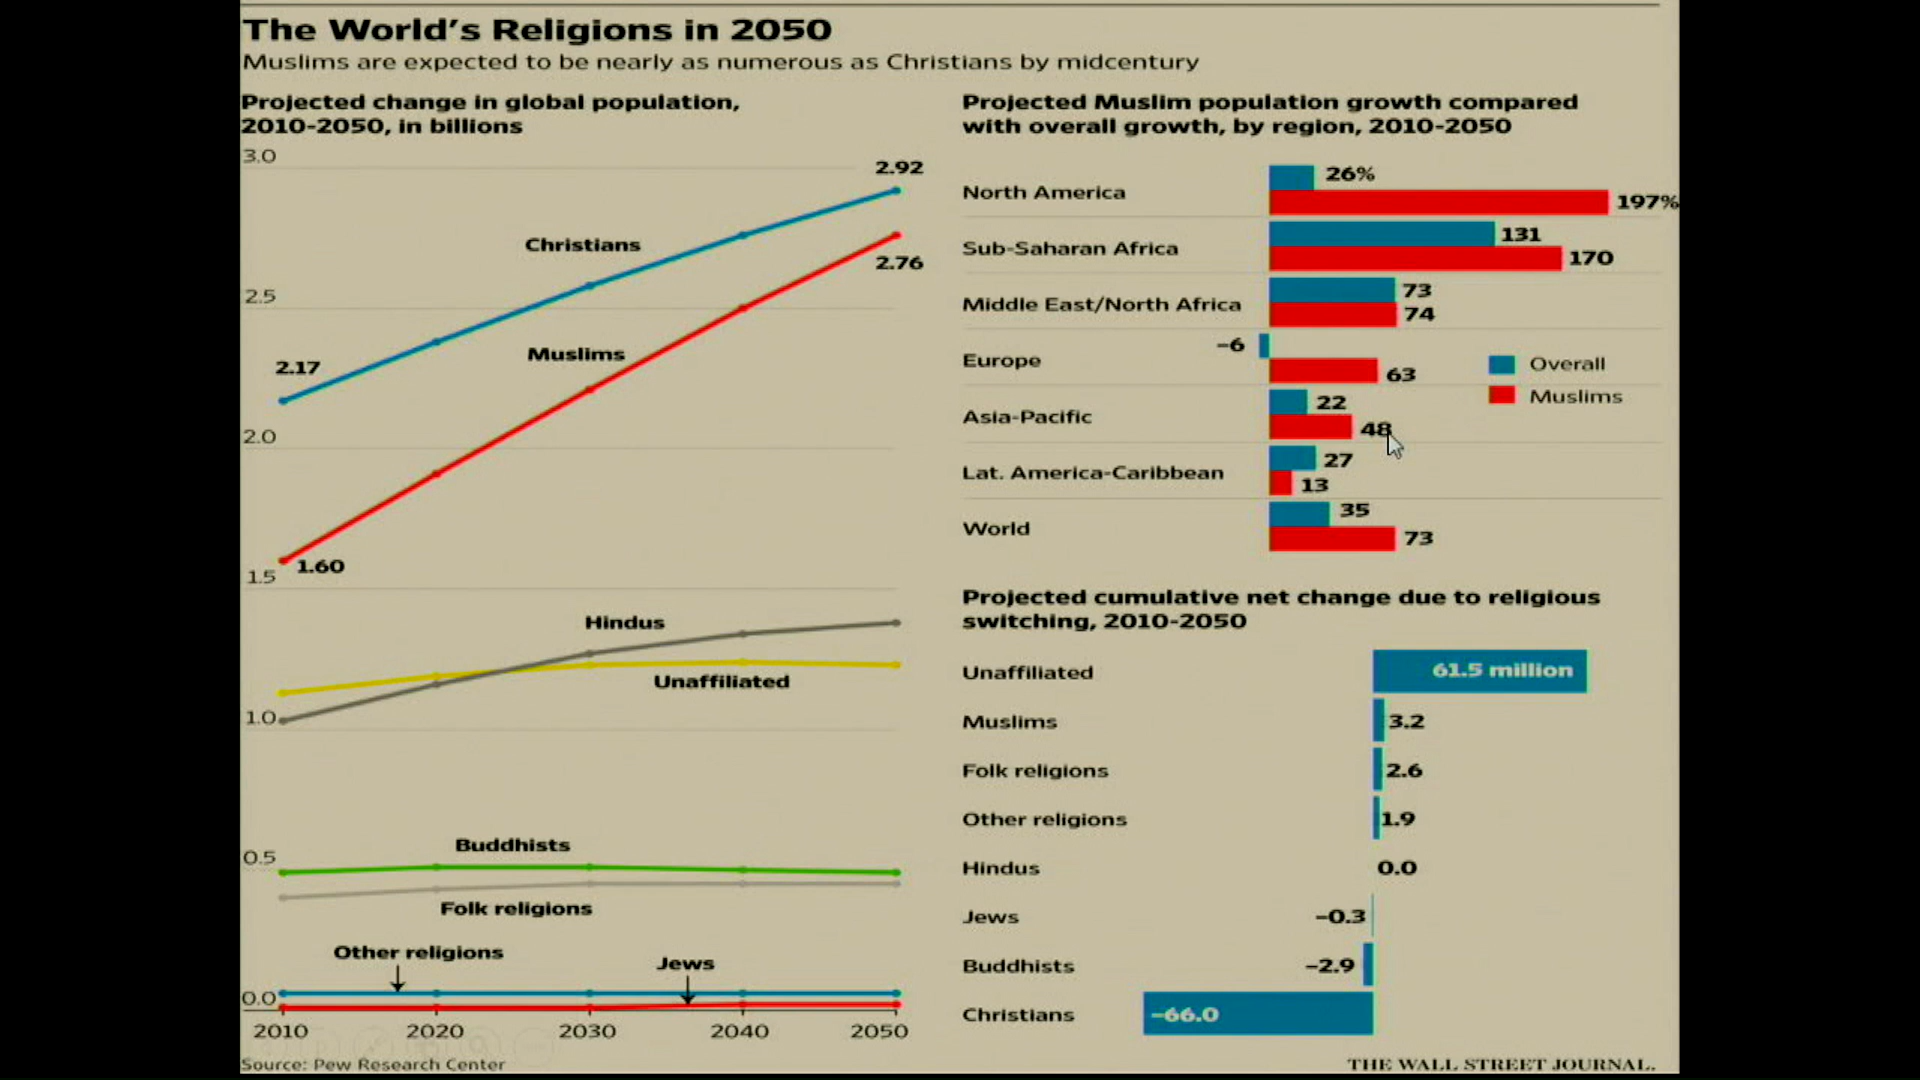 The World's Religions in 2050
Muslims are expected to be nearly as numerous as Christians by midcentury
Projected change in global population,
2010-2050, in billions
3.0
2.92
Christians
2.76
2.5
Muslims
2.17
2.0
1.60
1.5
Hindus
Unaffiliated
1.0
Buddhists
0.5
Folk religions
Other religions
Jews
0.0
2010 2020 2030 2040 2050
Source: Pew Research Center
Projected Muslim population growth compared
with overall growth, by region, 2010-2050
North America 26%
197%
Sub-Saharan Africa 131
170
Middle East/North Africa 73
74
Europe –6
63
Overall
Muslims
Asia-Pacific 22
48
Lat. America-Caribbean 27
13
World 35
73
Projected cumulative net change due to religious
switching, 2010-2050
Unaffiliated 61.5 million
Muslims 3.2
Folk religions 2.6
Other religions 1.9
Hindus 0.0
Jews –0.3
Buddhists –2.9
Christians –66.0
THE WALL STREET JOURNAL.